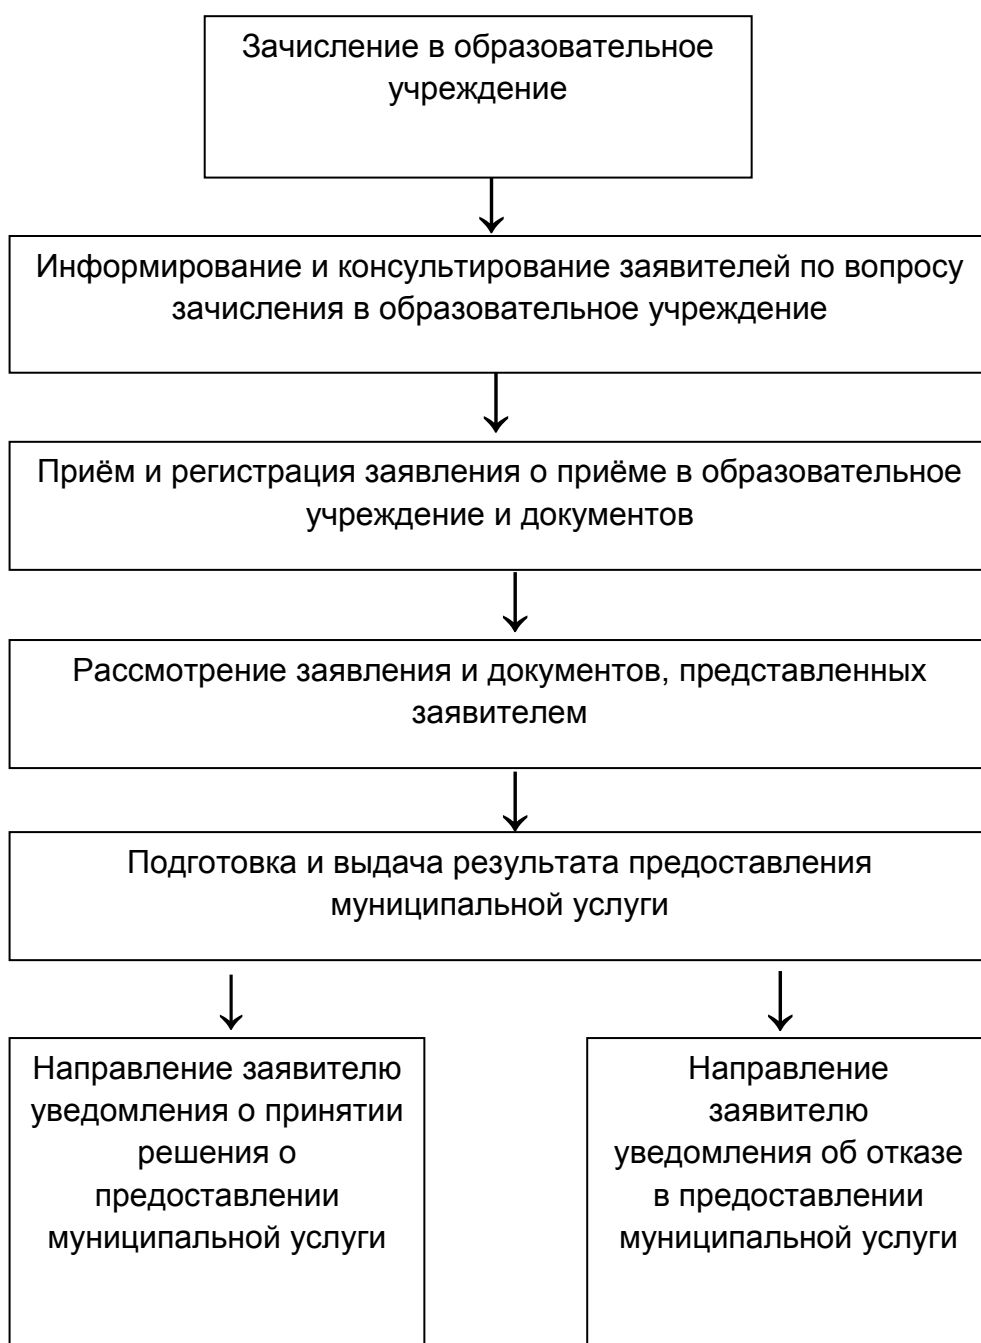 Зачисление в образовательное
учреждение
Информирование и консультирование заявителей по вопросу
зачисления в образовательное учреждение
Приём и регистрация заявления о приёме в образовательное
учреждение и документов
Рассмотрение заявления и документов, представленных
заявителем
Подготовка и выдача результата предоставления
муниципальной услуги
Направление заявителю
уведомления о принятии
решения о
предоставлении
муниципальной услуги
Направление
заявителю
уведомления об отказе
в предоставлении
муниципальной услуги